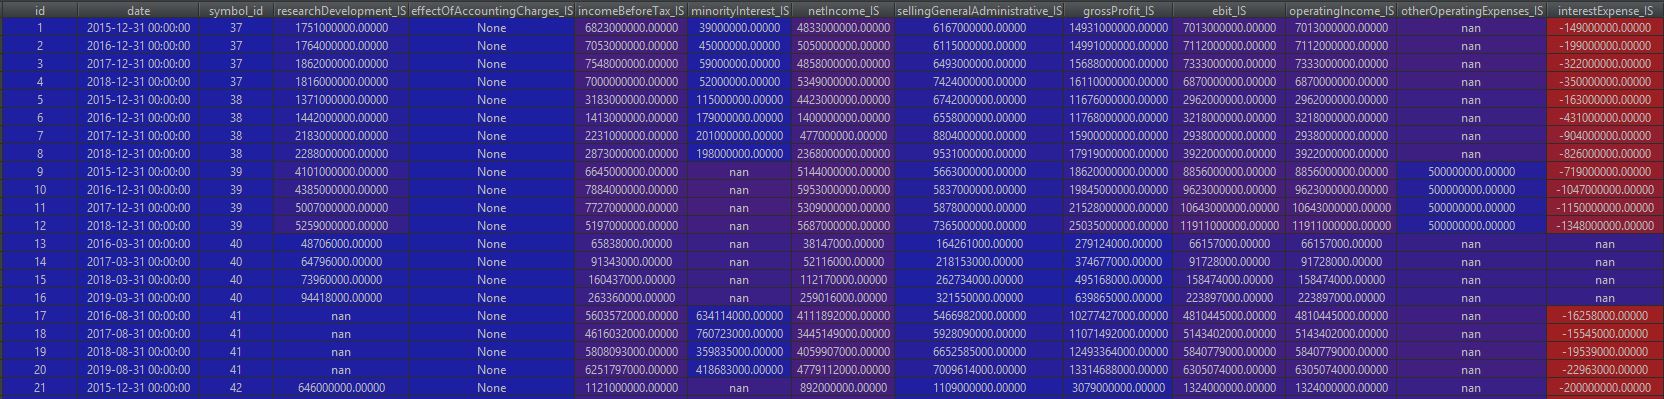 id date symbol_id researchDevelopment_IS effectOfAccountingCharges_IS incomeBeforeTax_IS minorityInterest_IS netIncome_IS sellingGeneralAdministrative_IS grossProfit_IS ebit_IS operatingIncome_IS otherOperatingExpenses_IS interestExpense_IS
1 2015-12-31 00:00:00 37 1751000000.00000 None 6823000000.00000 39000000.00000 4833000000.00000 6167000000.00000 14931000000.00000 7013000000.00000 7013000000.00000 nan -149000000.00000
2 2016-12-31 00:00:00 37 1764000000.00000 None 7053000000.00000 45000000.00000 5050000000.00000 6115000000.00000 14991000000.00000 7112000000.00000 7112000000.00000 nan -199000000.00000
3 2017-12-31 00:00:00 37 1862000000.00000 None 7548000000.00000 59000000.00000 4858000000.00000 6493000000.00000 15688000000.00000 7333000000.00000 7333000000.00000 nan -322000000.00000
4 2018-12-31 00:00:00 37 1816000000.00000 None 7000000000.00000 52000000.00000 5349000000.00000 7424000000.00000 16110000000.00000 6870000000.00000 6870000000.00000 nan -350000000.00000
5 2015-12-31 00:00:00 38 1371000000.00000 None 3183000000.00000 115000000.00000 4423000000.00000 6742000000.00000 11676000000.00000 2962000000.00000 2962000000.00000 nan -163000000.00000
6 2016-12-31 00:00:00 38 1442000000.00000 None 1413000000.00000 179000000.00000 1400000000.00000 6558000000.00000 11768000000.00000 3218000000.00000 3218000000.00000 nan -431000000.00000
7 2017-12-31 00:00:00 38 2183000000.00000 None 2231000000.00000 201000000.00000 477000000.00000 8804000000.00000 15900000000.00000 2938000000.00000 2938000000.00000 nan -904000000.00000
8 2018-12-31 00:00:00 38 2288000000.00000 None 2873000000.00000 198000000.00000 2368000000.00000 9531000000.00000 17919000000.00000 3922000000.00000 3922000000.00000 nan -826000000.00000
9 2015-12-31 00:00:00 39 4101000000.00000 None 6645000000.00000 nan 5144000000.00000 5663000000.00000 18620000000.00000 8856000000.00000 8856000000.00000 500000000.00000 -719000000.00000
10 2016-12-31 00:00:00 39 4385000000.00000 None 7884000000.00000 nan 5953000000.00000 5837000000.00000 19845000000.00000 9623000000.00000 9623000000.00000 500000000.00000 -1047000000.00000
11 2017-12-31 00:00:00 39 5007000000.00000 None 7727000000.00000 nan 5309000000.00000 5878000000.00000 21528000000.00000 10643000000.00000 10643000000.00000 500000000.00000 -1150000000.00000
12 2018-12-31 00:00:00 39 5259000000.00000 None 5197000000.00000 nan 5687000000.00000 7365000000.00000 25035000000.00000 11911000000.00000 11911000000.00000 500000000.00000 -1348000000.00000
13 2016-03-31 00:00:00 40 48706000.00000 None 65838000.00000 nan 38147000.00000 164261000.00000 279124000.00000 66157000.00000 66157000.00000 nan nan
14 2017-03-31 00:00:00 40 64796000.00000 None 91343000.00000 nan 52116000.00000 218153000.00000 374677000.00000 91728000.00000 91728000.00000 nan nan
15 2018-03-31 00:00:00 40 73960000.00000 None 160437000.00000 nan 112170000.00000 262734000.00000 495168000.00000 158474000.00000 158474000.00000 nan nan
16 2019-03-31 00:00:00 40 94418000.00000 None 263360000.00000 nan 259016000.00000 321550000.00000 639865000.00000 223897000.00000 223897000.00000 nan nan
17 2016-08-31 00:00:00 41 nan None 5603572000.00000 634114000.00000 4111892000.00000 5466982000.00000 10277427000.00000 4810445000.00000 4810445000.00000 nan -16258000.00000
18 2017-08-31 00:00:00 41 nan None 4616032000.00000 760723000.00000 3445149000.00000 5928090000.00000 11071492000.00000 5143402000.00000 5143402000.00000 nan -15545000.00000
19 2018-08-31 00:00:00 41 nan None 5808093000.00000 359835000.00000 4059907000.00000 6652585000.00000 12493364000.00000 5840779000.00000 5840779000.00000 nan -19539000.00000
20 2019-08-31 00:00:00 41 nan None 6251797000.00000 418683000.00000 4779112000.00000 7009614000.00000 13314688000.00000 6305074000.00000 6305074000.00000 nan -22963000.00000
21 2015-12-31 00:00:00 42 646000000.00000 None 1121000000.00000 nan 892000000.00000 1109000000.00000 3079000000.00000 1324000000.00000 1324000000.00000 nan -200000000.00000